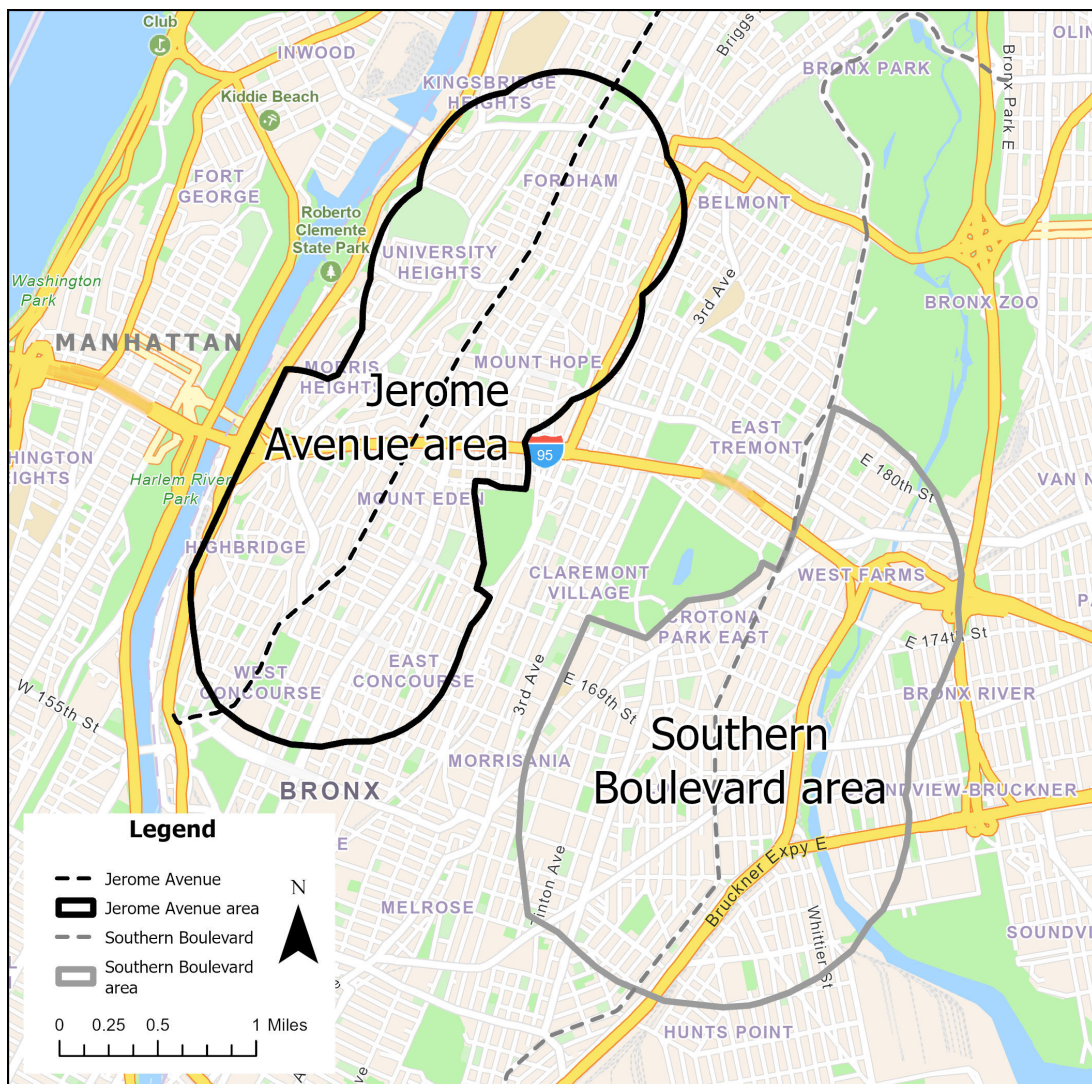 Club
INWOOD
KINGSBRIDGE
HEIGHTS
Briggs
BRONX PARK
OLIN
Bronx Park E
Kiddie Beach
FORT
GEORGE
FORDHAM
BELMONT
Roberto
Clemente
State Park
UNIVERSITY
HEIGHTS
3rd Ave
Washington
Park
BRONX ZOO
MANHATTAN
MORRIS
HEIGHTS
MOUNT HOPE
Jerome
Avenue area
EAST
TREMONT
95
E 180th St
HINGTON
EIGHTS
Harlem River
Park
MOUNT EDEN
VAN N
HIGHBRIDGE
CLAREMONT
VILLAGE
WEST FARMS
CROTONA
PARK EAST
E 174th St
WEST
CONCOURSE
EAST
CONCOURSE
3rd Ave
E 169th St
BRONX RIVER
W 155th St
MORRISANIA
Southern
Boulevard area
BRONX
NDVIEW-BRUCKNER
Bruckner Expy E
MELROSE
Whittier St
SOUNDVI
HUNTS POINT
Legend
Jerome Avenue
Jerome Avenue area
Southern Boulevard
Southern Boulevard
area
N
0 0.25 0.5 1 Miles